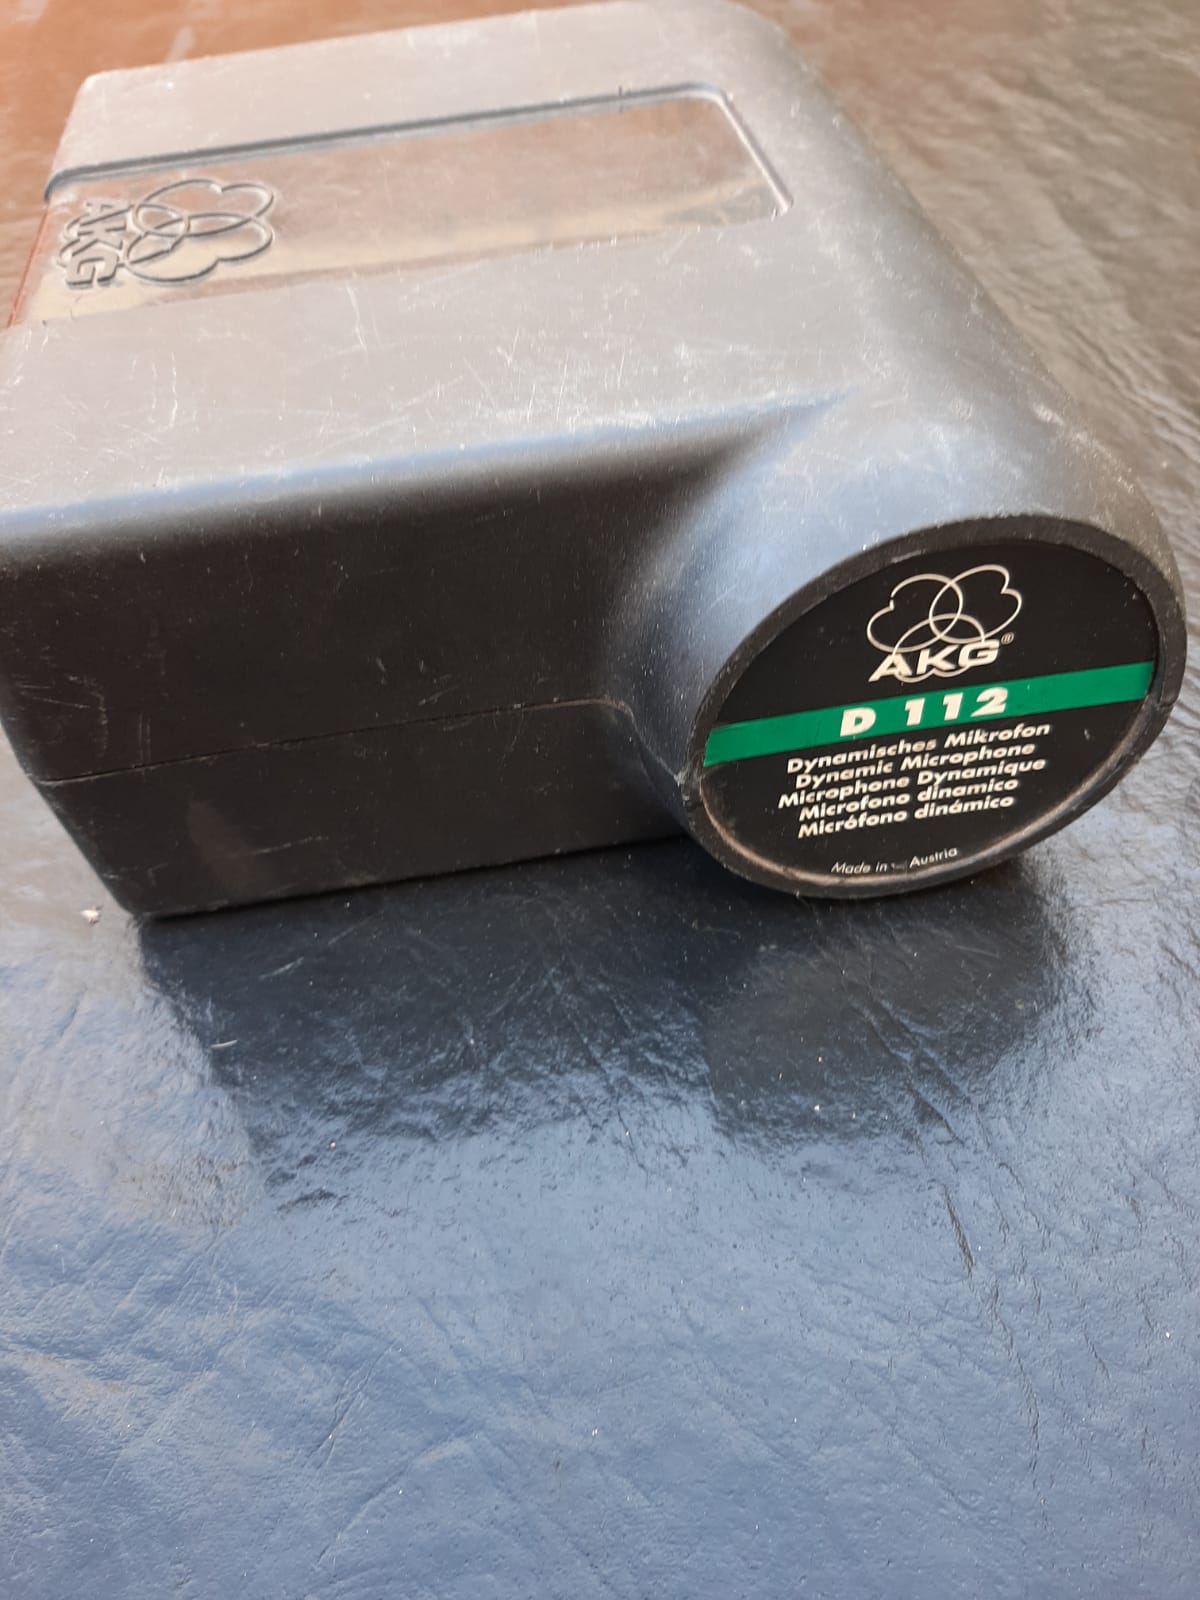 AKG
AKG®
D 112
Dynamisches Mikrofon
Dynamic Microphone
Microphone Dynamique
Microfono dinamico
Micrófono dinámico
Made in Austria